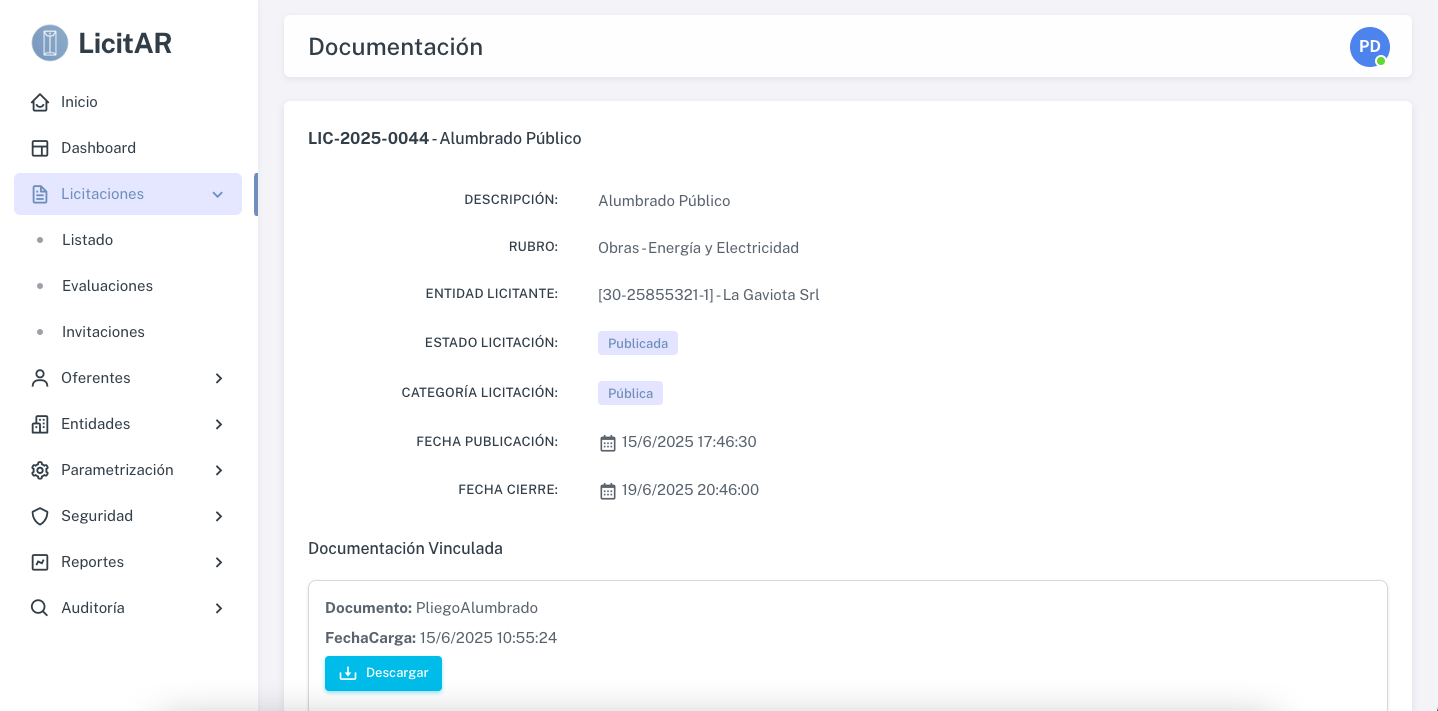 LicitAR
Inicio
Dashboard
Licitaciones
Listado
Evaluaciones
Invitaciones
Oferentes
Entidades
Parametrización
Seguridad
Reportes
Auditoría
Documentación
PD
LIC-2025-0044 - Alumbrado Público
DESCRIPCIÓN: Alumbrado Público
RUBRO: Obras - Energía y Electricidad
ENTIDAD LICITANTE: [30-25855321-1] - La Gaviota Srl
ESTADO LICITACIÓN: Publicada
CATEGORÍA LICITACIÓN: Pública
FECHA PUBLICACIÓN: 15/6/2025 17:46:30
FECHA CIERRE: 19/6/2025 20:46:00
Documentación Vinculada
Documento: PliegoAlumbrado
FechaCarga: 15/6/2025 10:55:24
Descargar